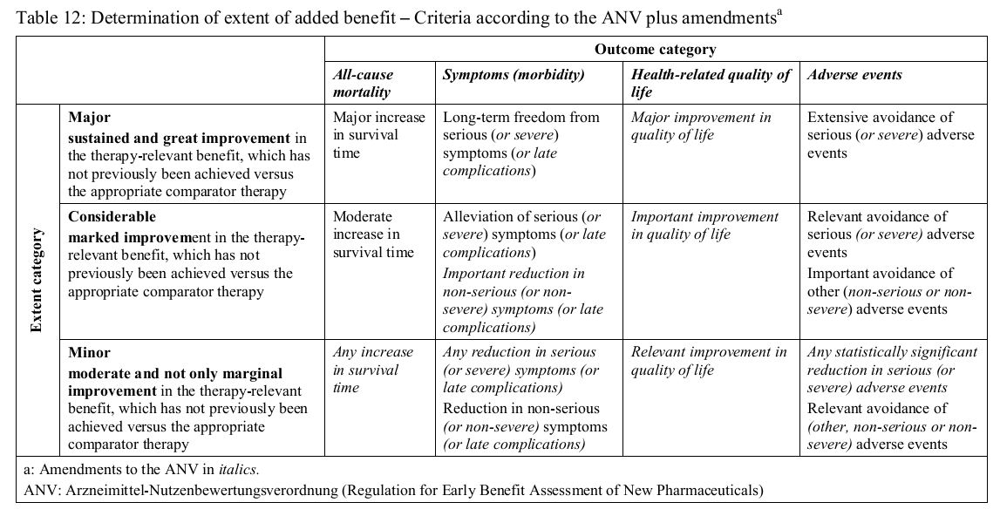 Table 12: Determination of extent of added benefit – Criteria according to the ANV plus amendmentsa
Outcome category
All-cause
mortality
Symptoms (morbidity)
Health-related quality of
life
Adverse events
Extent category
Major
sustained and great improvement in
the therapy-relevant benefit, which has
not previously been achieved versus
the appropriate comparator therapy
Major increase
in survival
time
Long-term freedom from
serious (or severe)
symptoms (or late
complications)
Major improvement in
quality of life
Extensive avoidance of
serious (or severe) adverse
events
Considerable
marked improvement in the therapy-
relevant benefit, which has not
previously been achieved versus the
appropriate comparator therapy
Moderate
increase in
survival time
Alleviation of serious (or
severe) symptoms (or late
complications)
Important reduction in
non-serious (or non-
severe) symptoms (or late
complications)
Important improvement
in quality of life
Relevant avoidance of
serious (or severe) adverse
events
Important avoidance of
other (non-serious or non-
severe) adverse events
Minor
moderate and not only marginal
improvement in the therapy-relevant
benefit, which has not previously been
achieved versus the appropriate
comparator therapy
Any increase
in survival
time
Any reduction in serious
(or severe) symptoms (or
late complications)
Reduction in non-serious
(or non-severe) symptoms
(or late complications)
Relevant improvement in
quality of life
Any statistically significant
reduction in serious (or
severe) adverse events
Relevant avoidance of
(other, non-serious or non-
severe) adverse events
a: Amendments to the ANV in italics.
ANV: Arzneimittel-Nutzenbewertungsverordnung (Regulation for Early Benefit Assessment of New Pharmaceuticals)